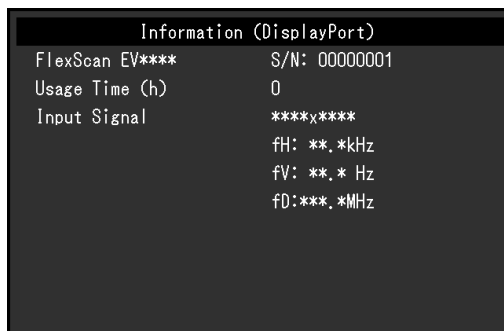 Information (DisplayPort)
FlexScan EV**** S/N: 00000001
Usage Time (h) 0
Input Signal ****x****
fH: **.*kHz
fV: **.* Hz
fD:***.*MHz